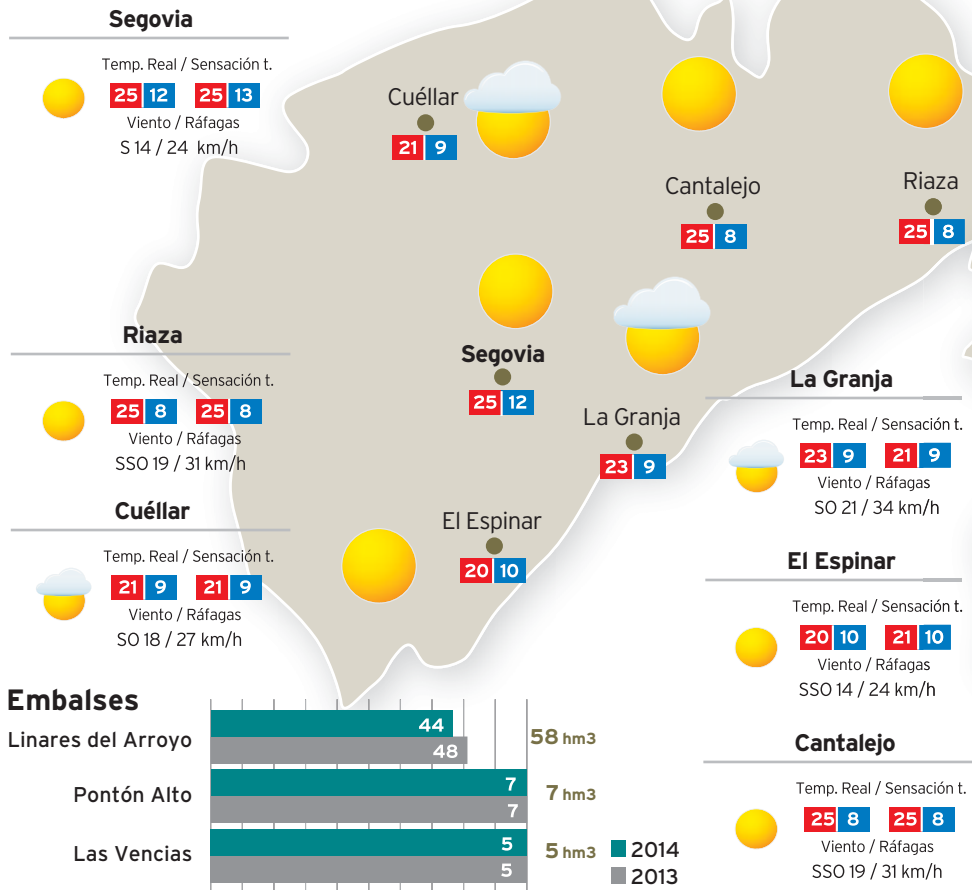 Segovia
Temp. Real / Sensación t.
25 12 25 13
Viento / Ráfagas
S 14 / 24 km/h
Cuéllar
21 9
Cantalejo
25 8
Riaza
25 8
Segovia
25 12
La Granja
23 9
El Espinar
20 10
Riaza
Temp. Real / Sensación t.
25 8 25 8
Viento / Ráfagas
SSO 19 / 31 km/h
Cuéllar
Temp. Real / Sensación t.
21 9 21 9
Viento / Ráfagas
SO 18 / 27 km/h
La Granja
Temp. Real / Sensación t.
23 9 21 9
Viento / Ráfagas
SO 21 / 34 km/h
El Espinar
Temp. Real / Sensación t.
20 10 21 10
Viento / Ráfagas
SSO 14 / 24 km/h
Cantalejo
Temp. Real / Sensación t.
25 8 25 8
Viento / Ráfagas
SSO 19 / 31 km/h
Embalses
Linares del Arroyo
44
48
58 hm3
Pontón Alto
7
7
7 hm3
Las Vencias
5
5
5 hm3
2014
2013